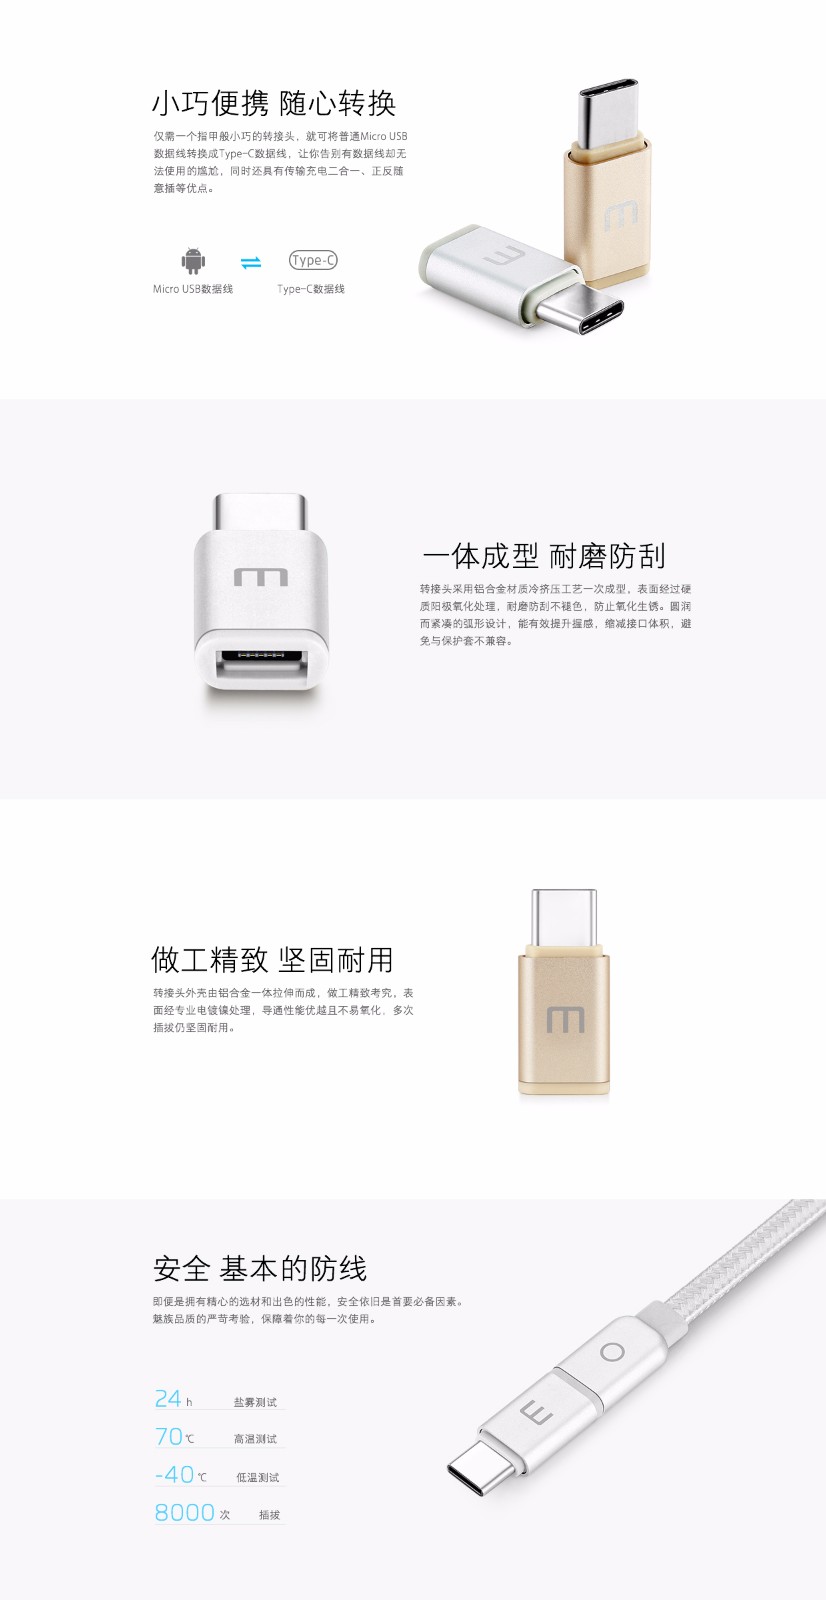 小巧便携 随心转换
仅需一个指甲般小巧的转接头，就可将普通Micro USB
数据线转换成Type-C数据线，让你告别有数据线却无
法使用的尴尬，同时还具有传输充电二合一、正反随
意插等优点。
Type-C
Micro USB数据线
Type-C数据线
一体成型 耐磨防刮
转接头采用铝合金材质冷挤压工艺一次成型，表面经过硬
质阳极氧化处理，耐磨防刮不褪色，防止氧化生锈。圆润
而紧凑的弧形设计，能有效提升握感，缩减接口体积，避
免与保护套不兼容。
做工精致 坚固耐用
转接头外壳由铝合金一体拉伸而成，做工精致考究，表
面经专业电镀镍处理，导通性能优越且不易氧化，多次
插拔仍坚固耐用。
安全 基本的防线
即便是拥有精心的选材和出色的性能，安全依旧是首要必备因素。
魅族品质的严苛考验，保障着你的每一次使用。
24 h 盐雾测试
70 ℃ 高温测试
-40 ℃ 低温测试
8000 次 插拔